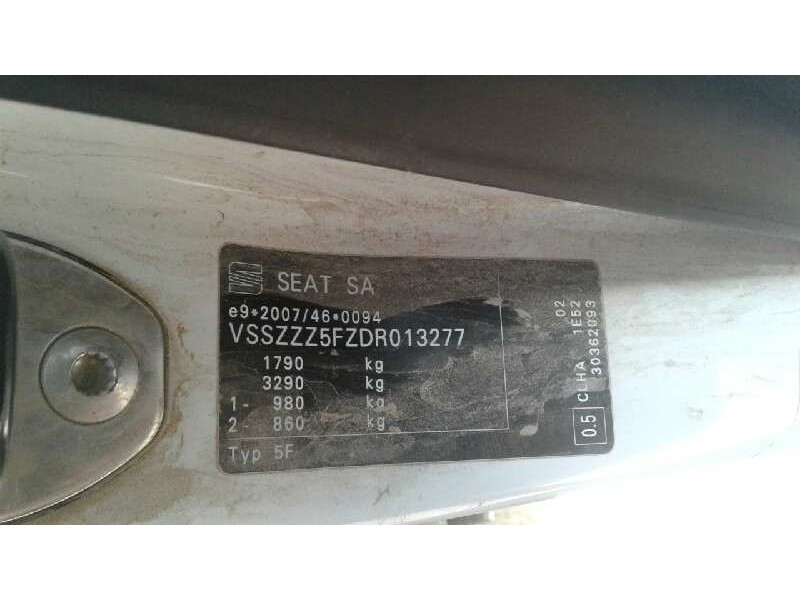 SEAT SA
e9*2007/46*0094
VSSZZZ5FZDR013277
1790 kg
3290 kg
1- 980 kg
2- 860 kg
Typ 5F
0.5
CLHA 1E52 02
30362093